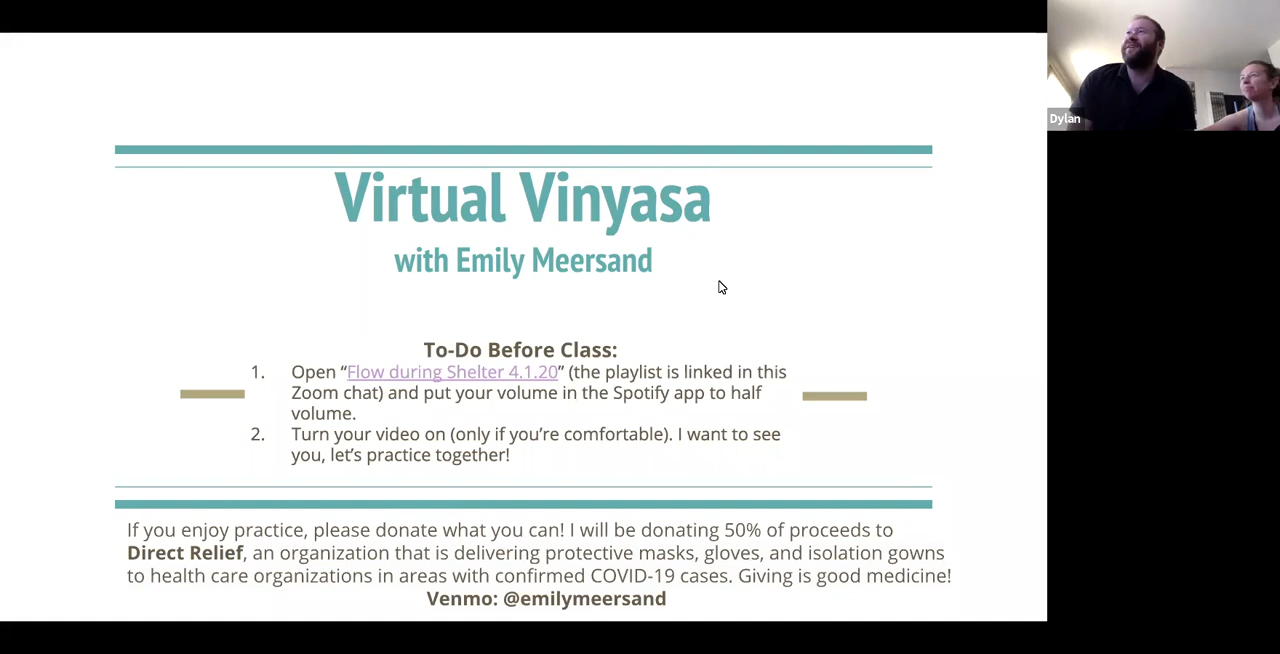 Dylan
Virtual Vinyasa
with Emily Meersand
To-Do Before Class:
1. Open “Flow during Shelter 4.1.20” (the playlist is linked in this
Zoom chat) and put your volume in the Spotify app to half
volume.
2. Turn your video on (only if you’re comfortable). I want to see
you, let’s practice together!
If you enjoy practice, please donate what you can! I will be donating 50% of proceeds to
Direct Relief, an organization that is delivering protective masks, gloves, and isolation gowns
to health care organizations in areas with confirmed COVID-19 cases. Giving is good medicine!
Venmo: @emilymeersand